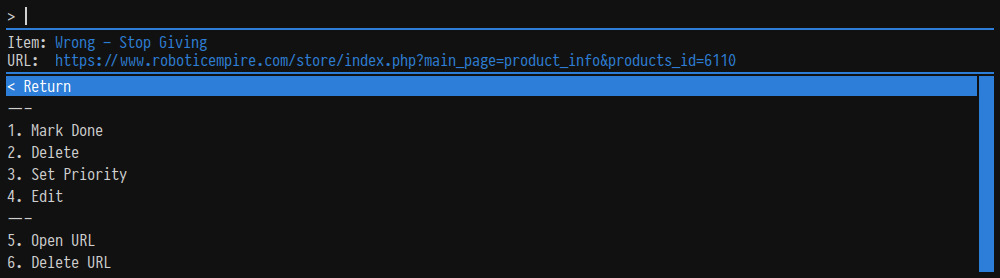 >
Item: Wrong – Stop Giving
URL: https://www.roboticempire.com/store/index.php?main_page=product_info&products_id=6110
< Return
---
1. Mark Done
2. Delete
3. Set Priority
4. Edit
---
5. Open URL
6. Delete URL